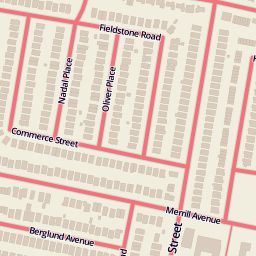 Fieldstone Road
Nadal Place
Oliver Place
Commerce Street
Merrill Avenue
Berglund Avenue
Street